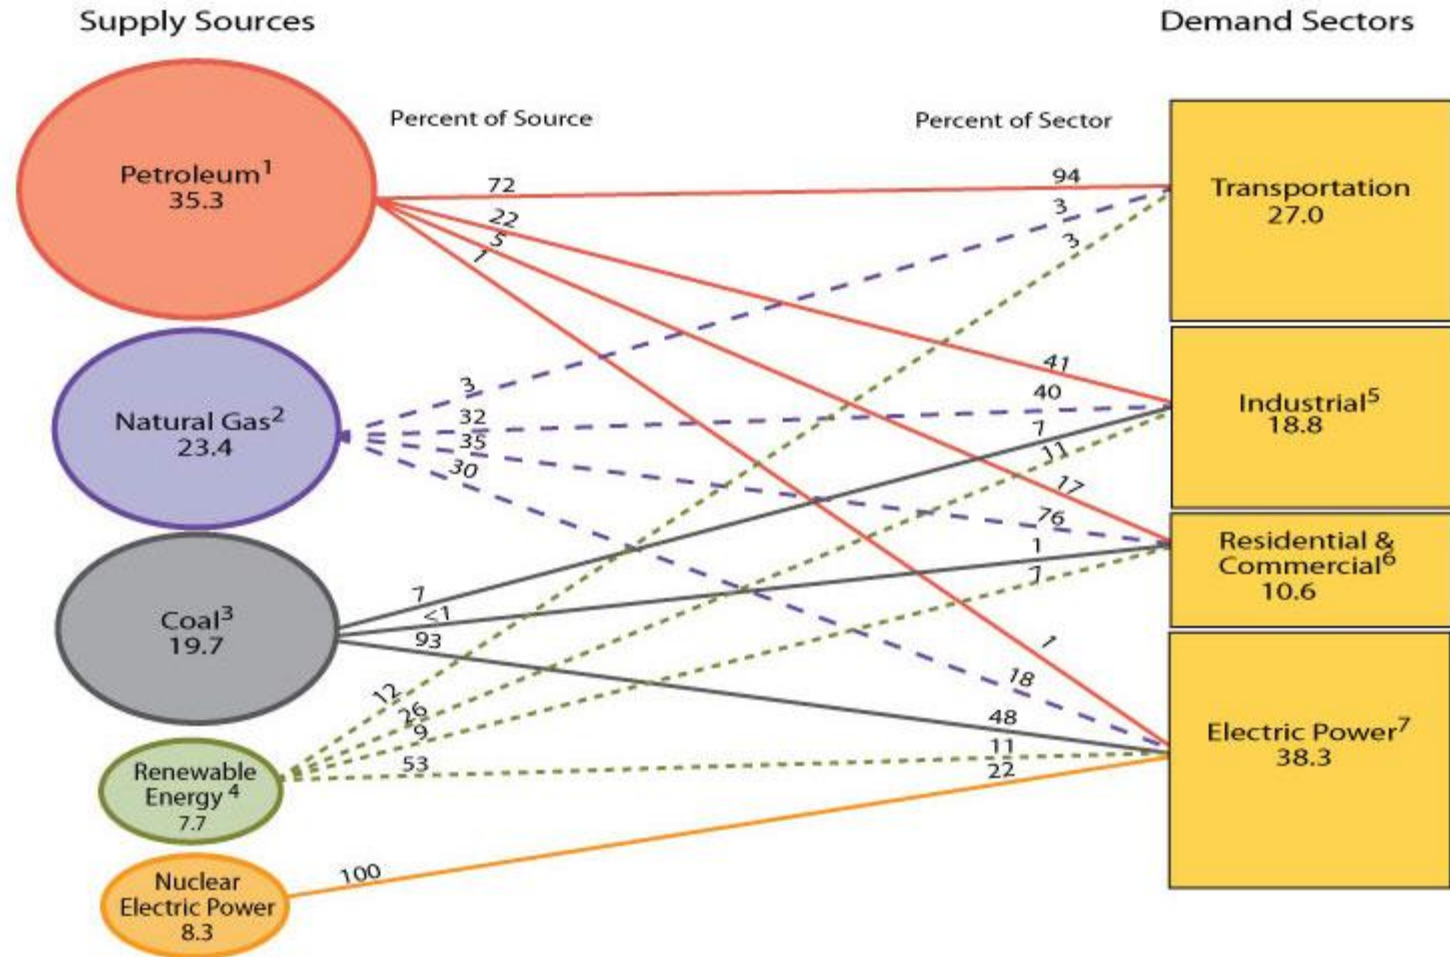 Supply Sources
Demand Sectors
Percent of Source
Percent of Sector
Petroleum1
35.3
72
22
5
1
94
3
3
Transportation
27.0
Natural Gas2
23.4
3
32
35
30
41
40
7
11
Industrial5
18.8
Coal3
19.7
7
<1
93
17
76
1
7
Residential &
Commercial6
10.6
Renewable
Energy 4
7.7
12
26
9
53
1
18
48
11
22
Electric Power7
38.3
Nuclear
Electric Power
8.3
100